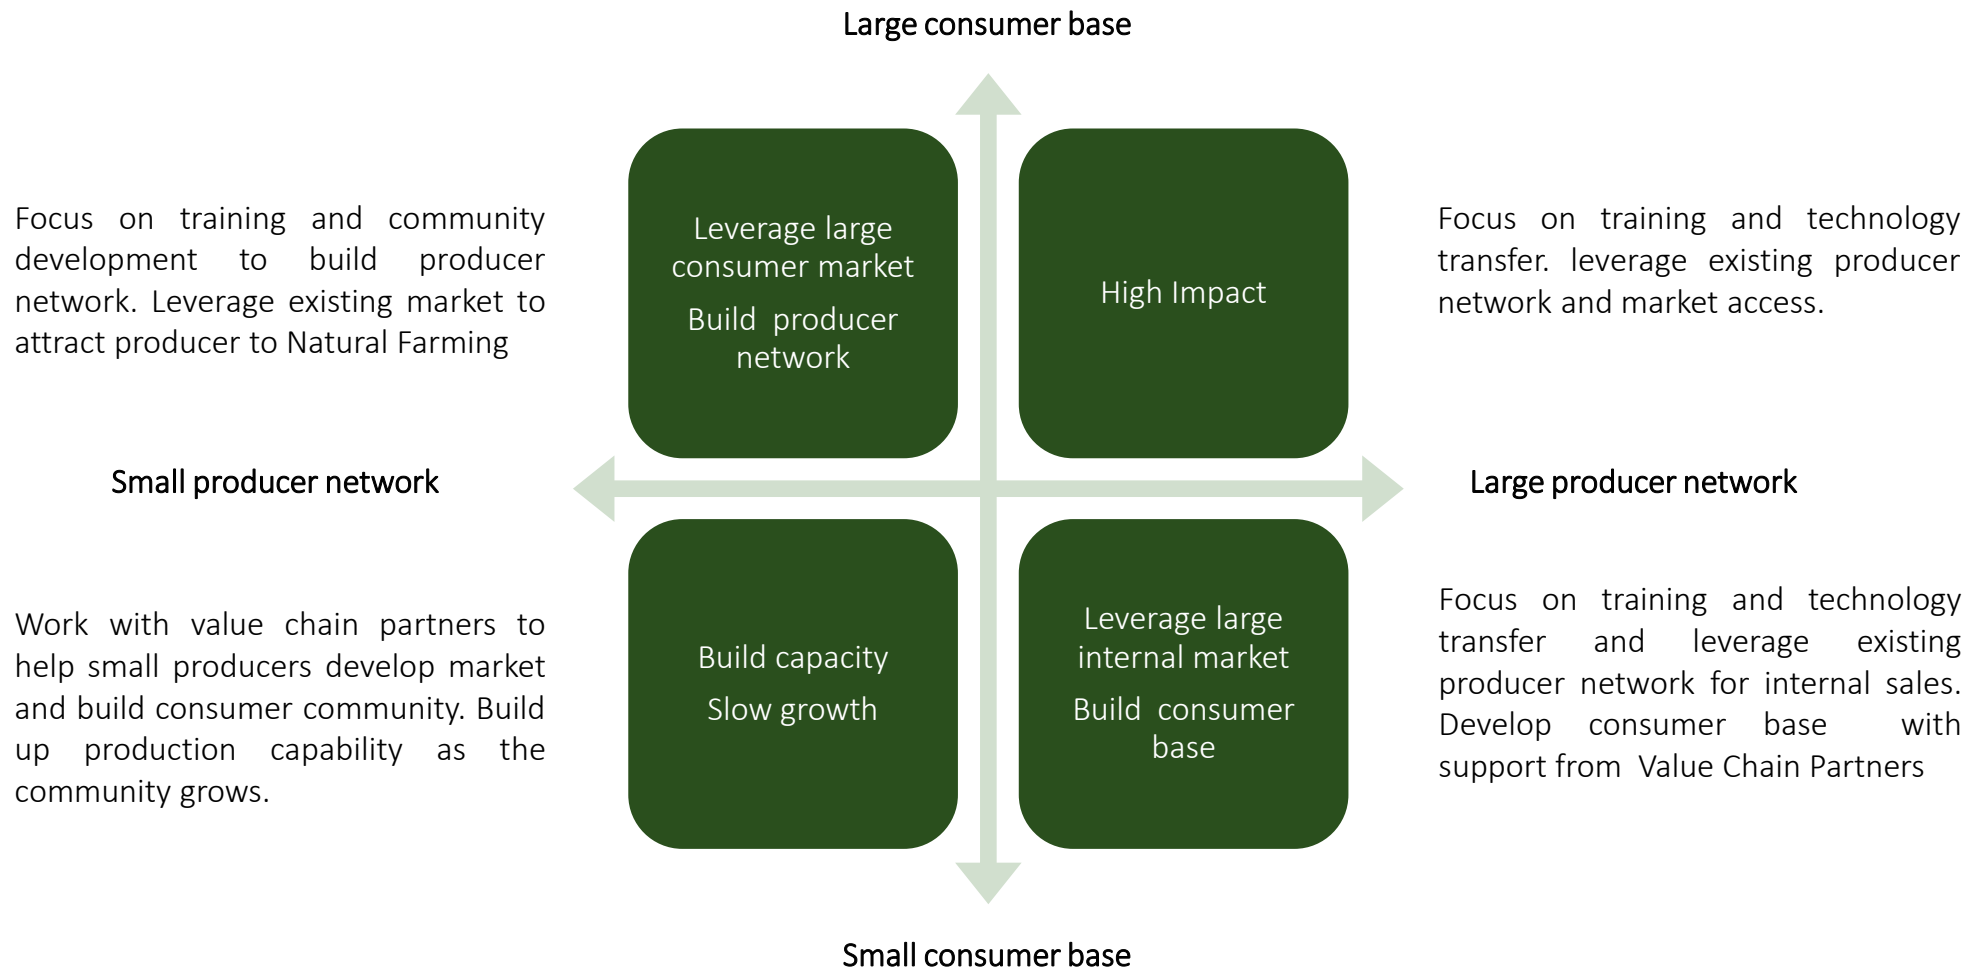 Large consumer base
Focus on training and community
development to build producer
network. Leverage existing market to
attract producer to Natural Farming
Leverage large
consumer market
Build producer
network
High Impact
Focus on training and technology
transfer. leverage existing producer
network and market access.
Small producer network
Large producer network
Work with value chain partners to
help small producers develop market
and build consumer community. Build
up production capability as the
community grows.
Build capacity
Slow growth
Leverage large
internal market
Build consumer
base
Focus on training and technology
transfer and leverage existing
producer network for internal sales.
Develop consumer base with
support from Value Chain Partners
Small consumer base